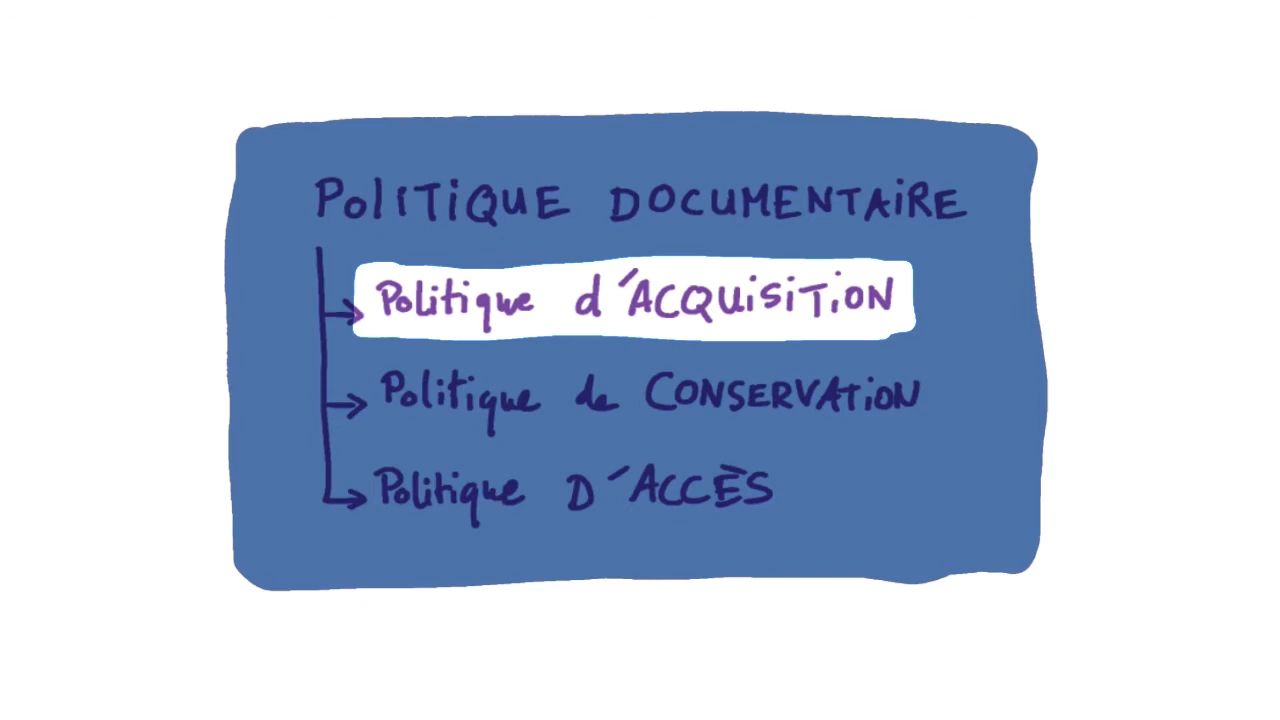 POLITIQUE DOCUMENTAIRE
Politique d'ACQUISITION
Politique de CONSERVATION
Politique D'ACCÈS